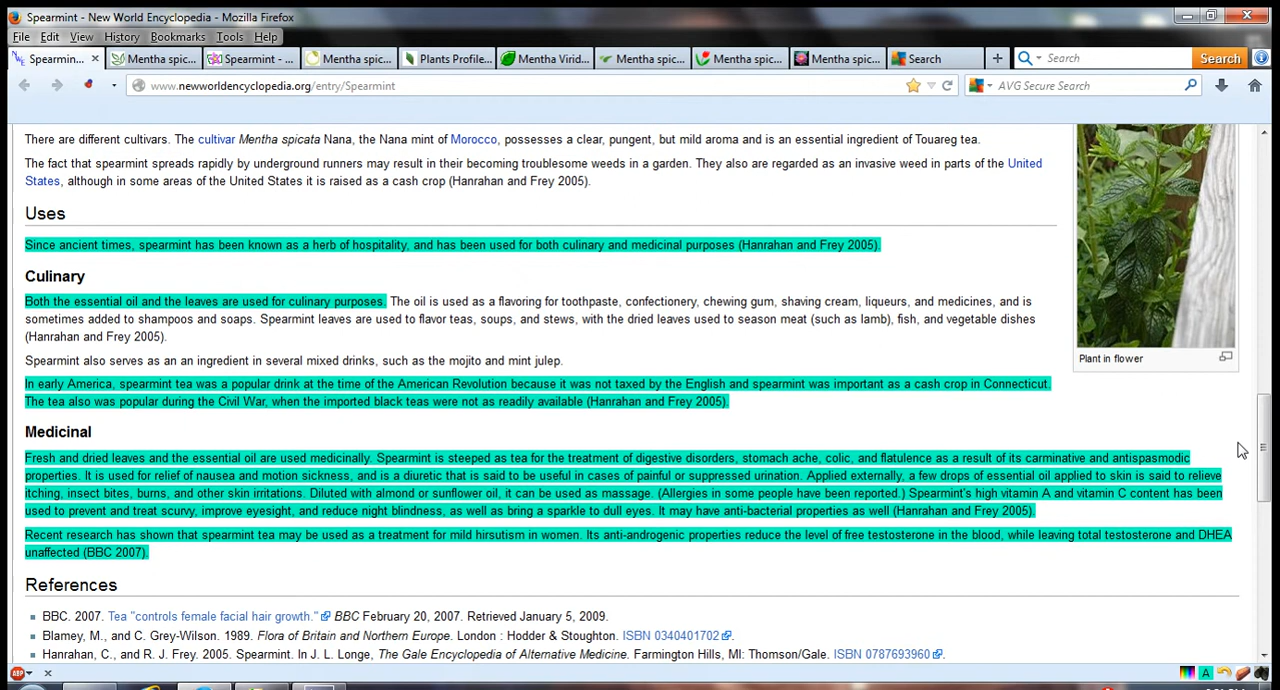 Spearmint - New World Encyclopedia - Mozilla Firefox
File Edit View History Bookmarks Tools Help
Spearmin... Mentha spic... Spearmint - ... Mentha spic... Plants Profile... Mentha Virid... Mentha spic... Mentha spic... Mentha spic... Search Search Search
www.newworldencyclopedia.org/entry/Spearmint AVG Secure Search
There are different cultivars. The cultivar Mentha spicata Nana, the Nana mint of Morocco, possesses a clear, pungent, but mild aroma and is an essential ingredient of Touareg tea.
The fact that spearmint spreads rapidly by underground runners may result in their becoming troublesome weeds in a garden. They also are regarded as an invasive weed in parts of the United
States, although in some areas of the United States it is raised as a cash crop (Hanrahan and Frey 2005).
Uses
Since ancient times, spearmint has been known as a herb of hospitality, and has been used for both culinary and medicinal purposes (Hanrahan and Frey 2005).
Culinary
Both the essential oil and the leaves are used for culinary purposes. The oil is used as a flavoring for toothpaste, confectionery, chewing gum, shaving cream, liqueurs, and medicines, and is
sometimes added to shampoos and soaps. Spearmint leaves are used to flavor teas, soups, and stews, with the dried leaves used to season meat (such as lamb), fish, and vegetable dishes
(Hanrahan and Frey 2005).
Plant in flower
Spearmint also serves as an an ingredient in several mixed drinks, such as the mojito and mint julep.
In early America, spearmint tea was a popular drink at the time of the American Revolution because it was not taxed by the English and spearmint was important as a cash crop in Connecticut.
The tea also was popular during the Civil War, when the imported black teas were not as readily available (Hanrahan and Frey 2005).
Medicinal
Fresh and dried leaves and the essential oil are used medicinally. Spearmint is steeped as tea for the treatment of digestive disorders, stomach ache, colic, and flatulence as a result of its carminative and antispasmodic
properties. It is used for relief of nausea and motion sickness, and is a diuretic that is said to be useful in cases of painful or suppressed urination. Applied externally, a few drops of essential oil applied to skin is said to relieve
itching, insect bites, burns, and other skin irritations. Diluted with almond or sunflower oil, it can be used as massage. (Allergies in some people have been reported.) Spearmint's high vitamin A and vitamin C content has been
used to prevent and treat scurvy, improve eyesight, and reduce night blindness, as well as bring a sparkle to dull eyes. It may have anti-bacterial properties as well (Hanrahan and Frey 2005).
Recent research has shown that spearmint tea may be used as a treatment for mild hirsutism in women. Its anti-androgenic properties reduce the level of free testosterone in the blood, while leaving total testosterone and DHEA
unaffected (BBC 2007).
References
BBC. 2007. Tea "controls female facial hair growth." BBC February 20, 2007. Retrieved January 5, 2009.
Blamey, M., and C. Grey-Wilson. 1989. Flora of Britain and Northern Europe. London : Hodder & Stoughton. ISBN 0340401702.
Hanrahan, C., and R. J. Frey. 2005. Spearmint. In J. L. Longe, The Gale Encyclopedia of Alternative Medicine. Farmington Hills, MI: Thomson/Gale. ISBN 0787693960.
ABP A